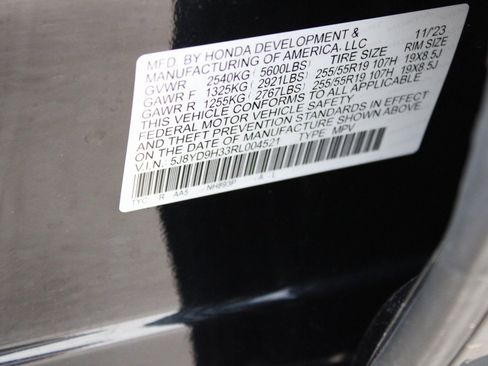 MFD. BY HONDA DEVELOPMENT & 11/'23
MANUFACTURING OF AMERICA, LLC
GVWR 2540KG ( 5600LBS) TIRE SIZE RIM SIZE
GAWR F 1325KG ( 2921LBS) 255/55R19 107H 19X8.5J
GAWR R 1255KG ( 2767LBS) 255/55R19 107H 19X8.5J
THIS VEHICLE CONFORMS TO ALL APPLICABLE
FEDERAL MOTOR VEHICLE SAFETY
AND THEFT PREVENTION STANDARDS IN EFFECT
ON THE DATE OF MANUFACTURE SHOWN ABOVE.
V.I.N. 5J8YD9H33RL004521 TYPE MPV
TYC R AA5 NH893P A -L